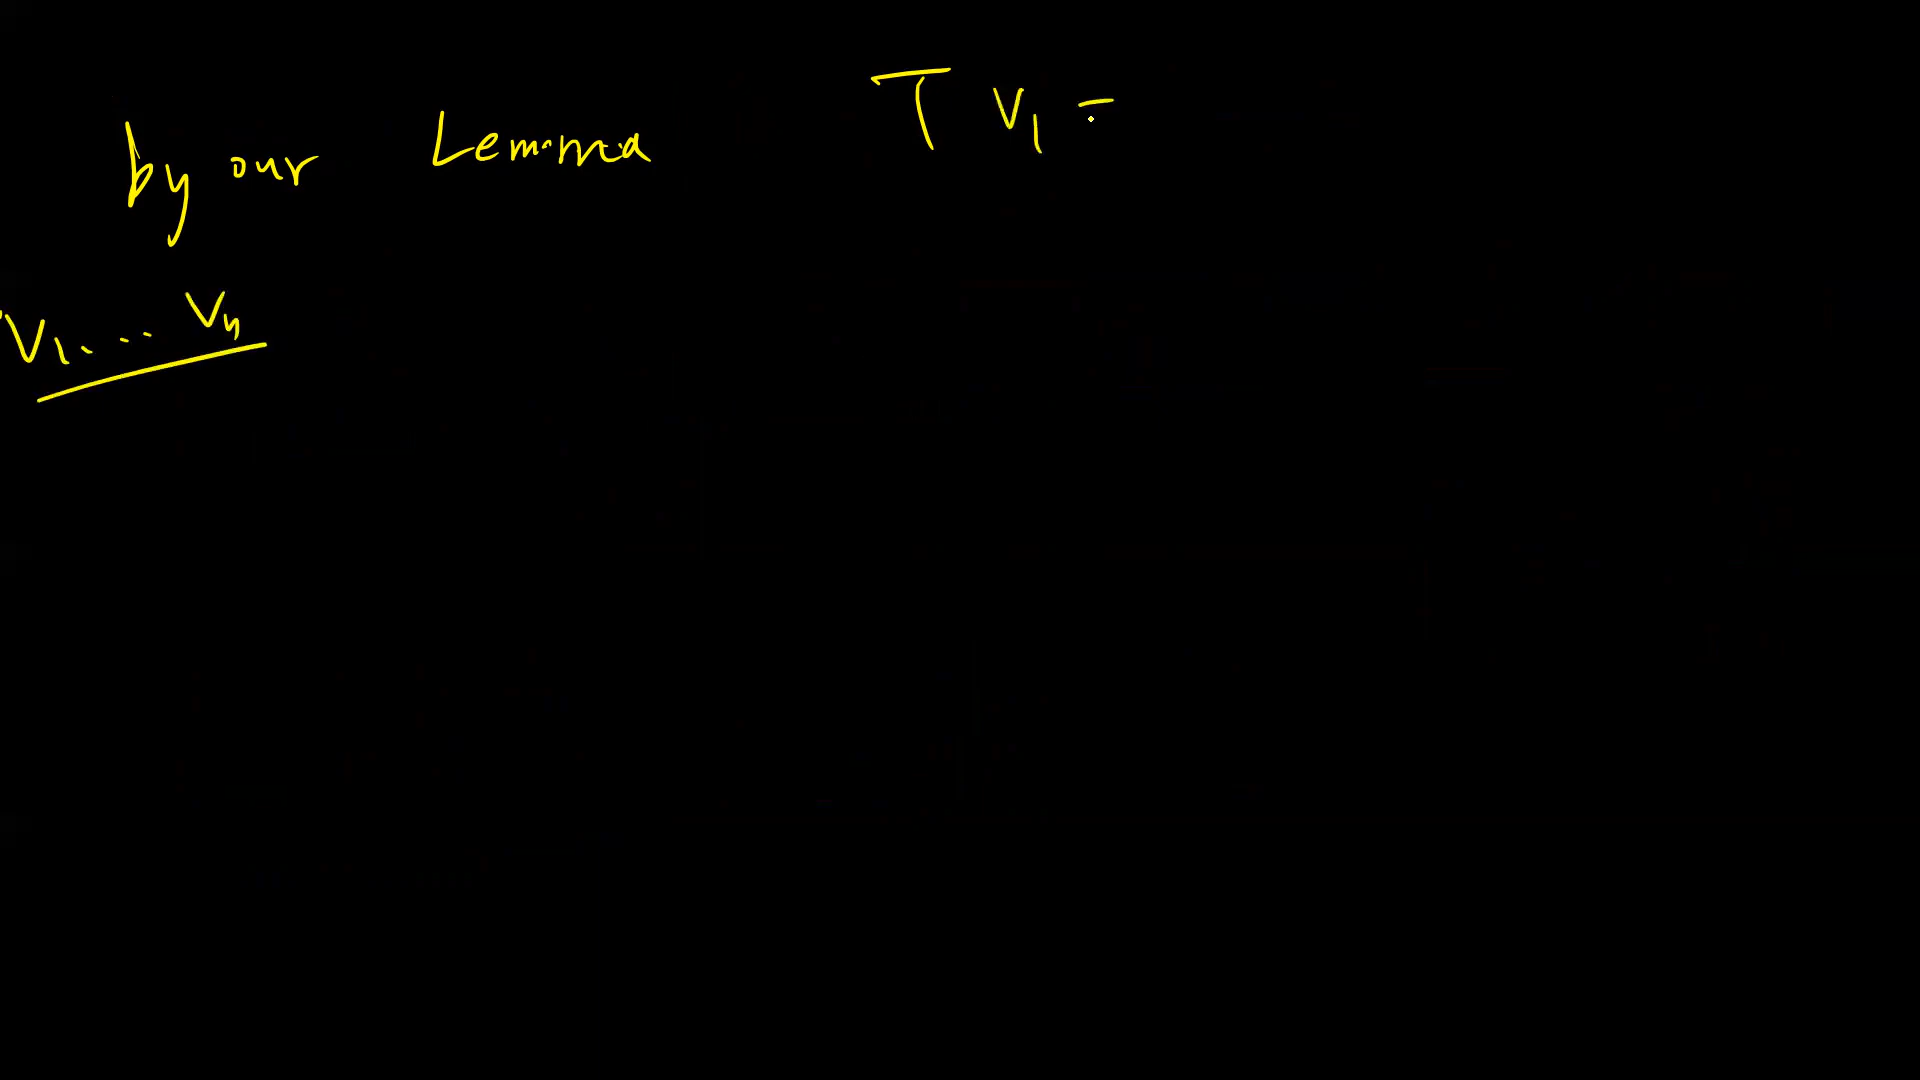 by our Lemma T v₁ =
v₁ ... vₙ